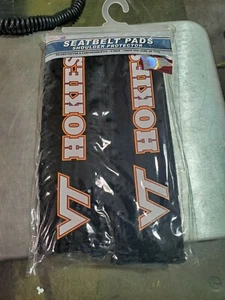 SEATBELT PADS
SHOULDER PROTECTOR
VT HOKIES
VT HOKIES